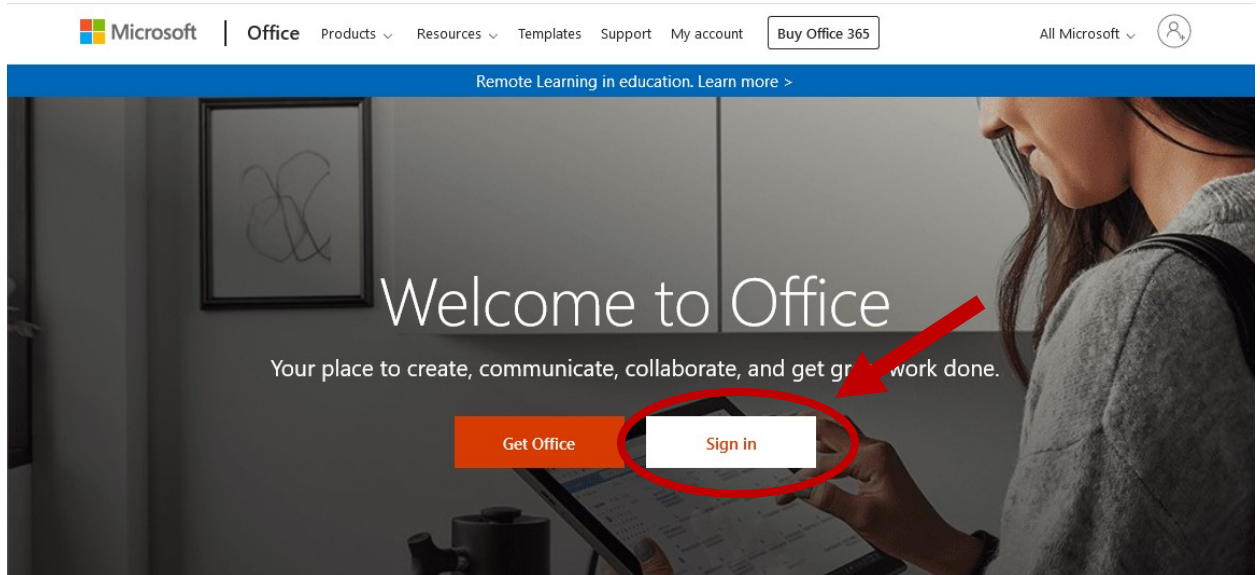 Microsoft | Office Products Resources Templates Support My account Buy Office 365 All Microsoft
Remote Learning in education. Learn more >
Welcome to Office
Your place to create, communicate, collaborate, and get gr work done.
Get Office Sign in